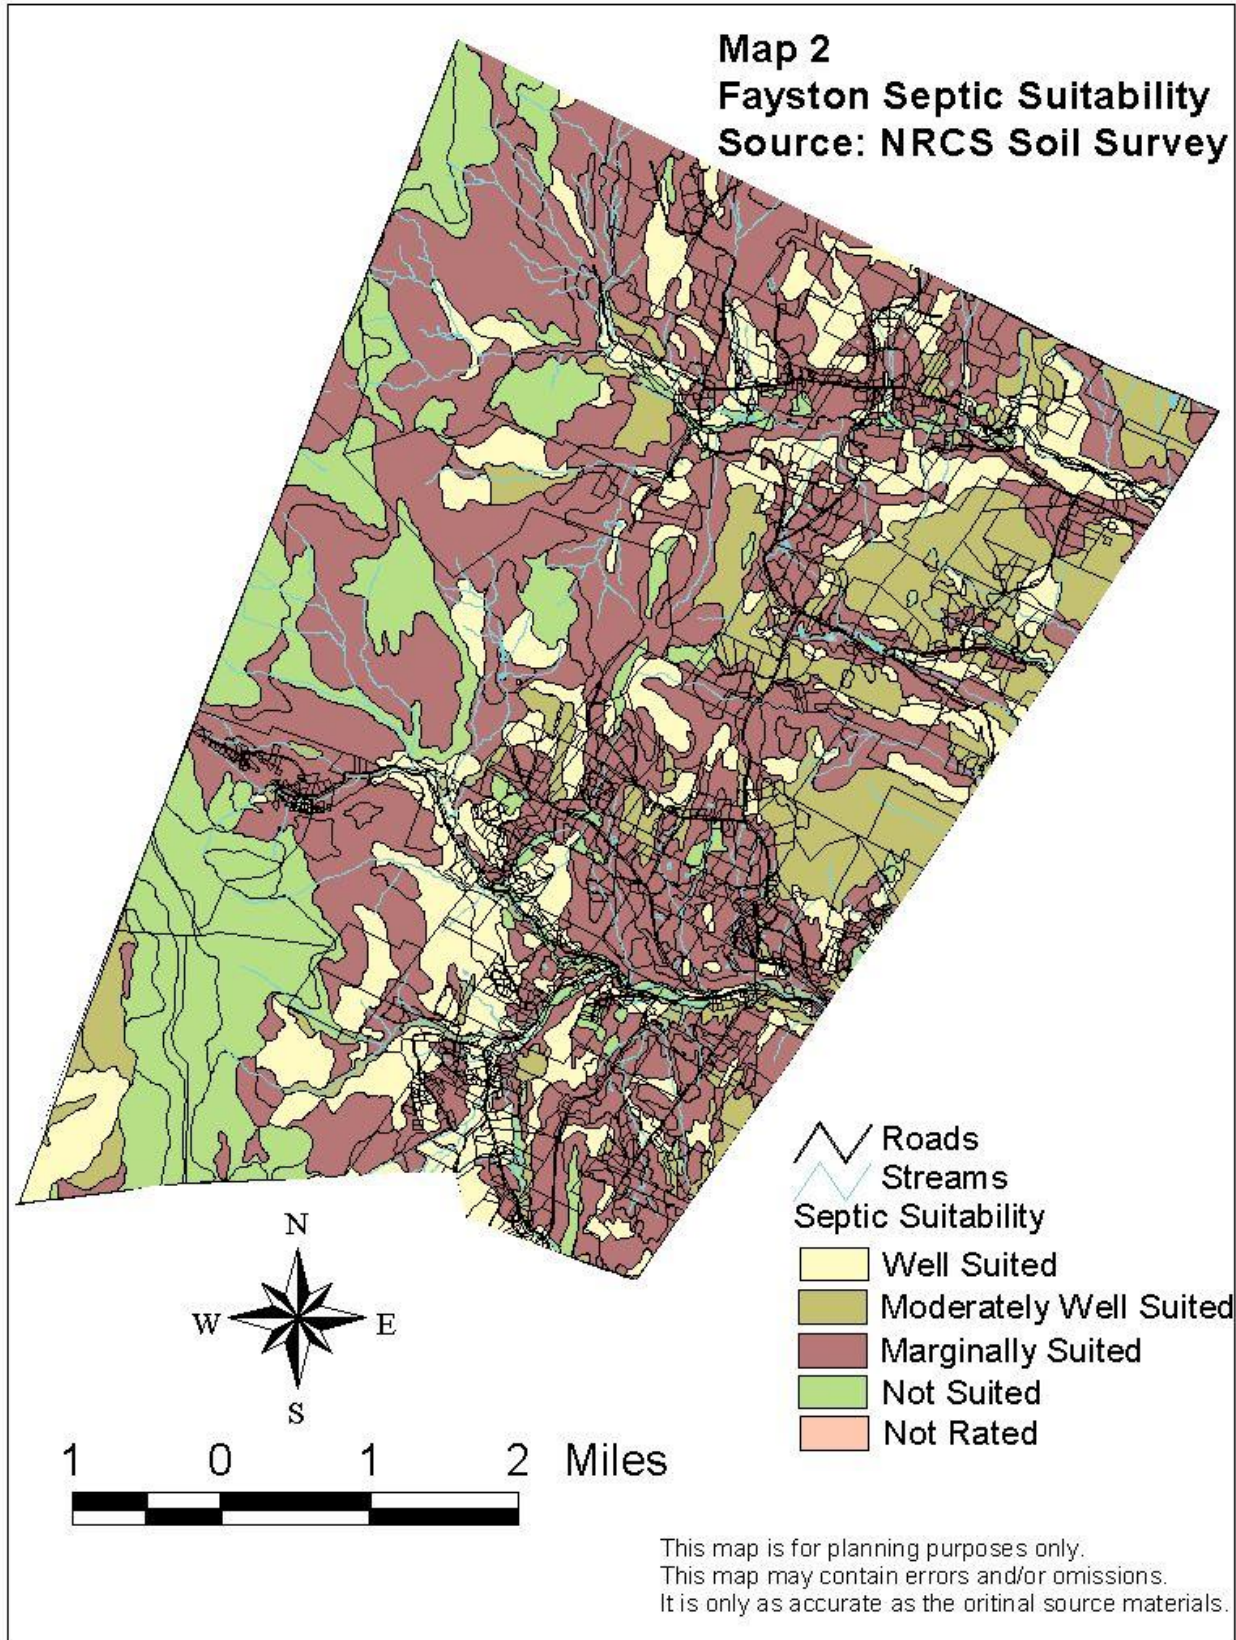 Map 2
Fayston Septic Suitability
Source: NRCS Soil Survey
Roads
Streams
Septic Suitability
Well Suited
Moderately Well Suited
Marginally Suited
Not Suited
Not Rated
N
W E
S
1 0 1 2 Miles
This map is for planning purposes only.
This map may contain errors and/or omissions.
It is only as accurate as the oritinal source materials.